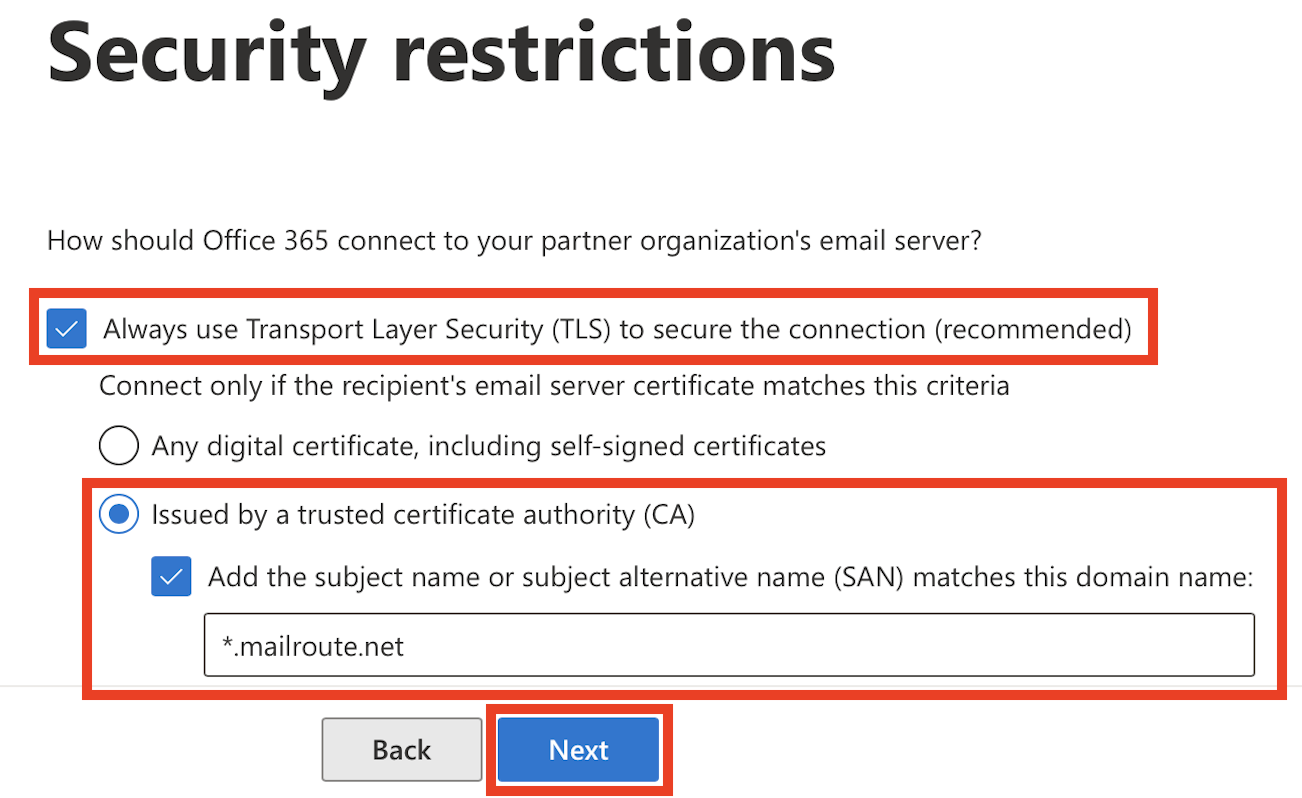 Security restrictions
How should Office 365 connect to your partner organization's email server?
Always use Transport Layer Security (TLS) to secure the connection (recommended)
Connect only if the recipient's email server certificate matches this criteria
Any digital certificate, including self-signed certificates
Issued by a trusted certificate authority (CA)
Add the subject name or subject alternative name (SAN) matches this domain name:
*.mailroute.net
Back
Next